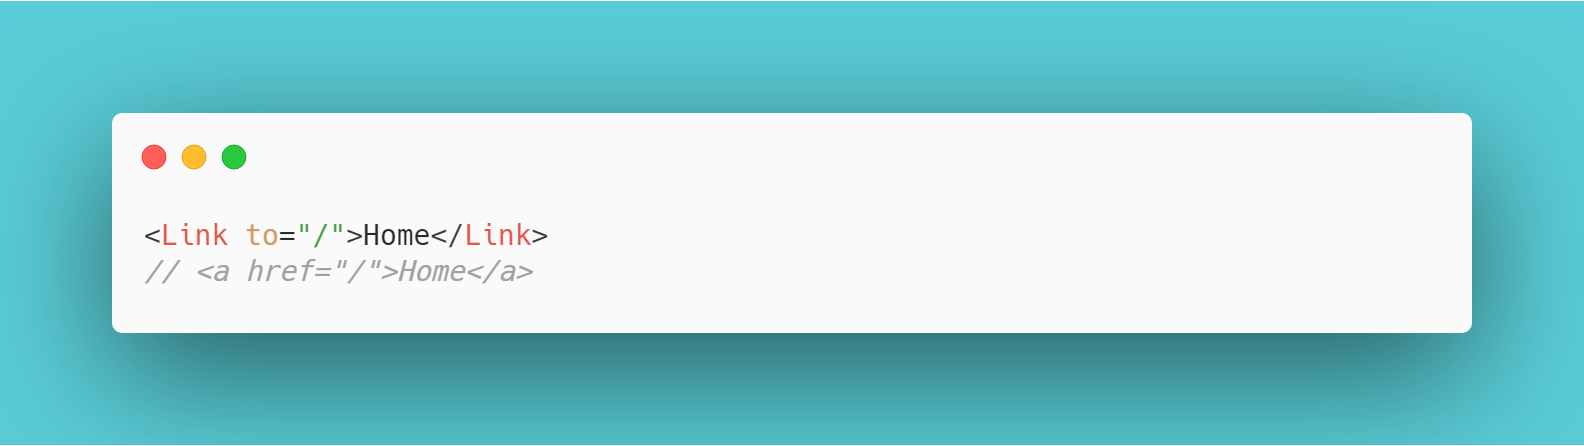 <Link to="/">Home</Link>
// <a href="/">Home</a>